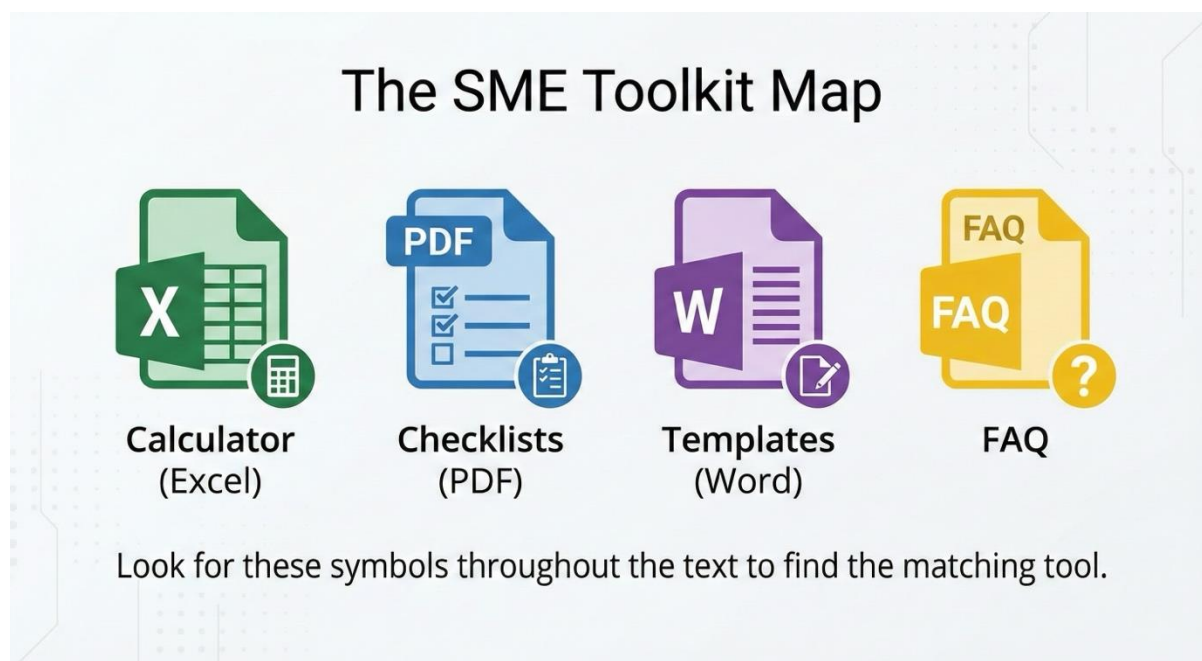 The SME Toolkit Map
X
PDF
W
FAQ
FAQ
?
Calculator
(Excel)
Checklists
(PDF)
Templates
(Word)
FAQ
Look for these symbols throughout the text to find the matching tool.